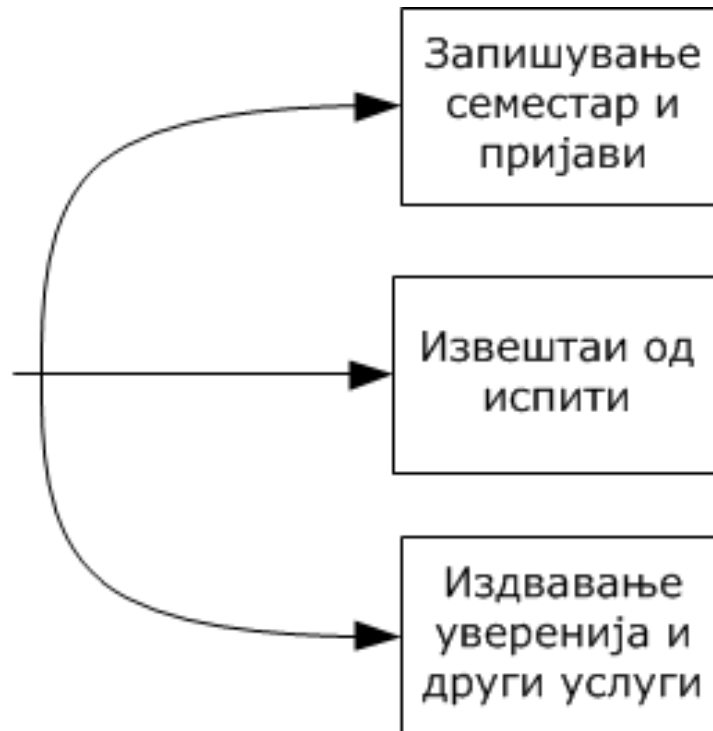 Запишување
семестар и
пријави
Извештаи од
испити
Издвавање
уверенија и
други услуги